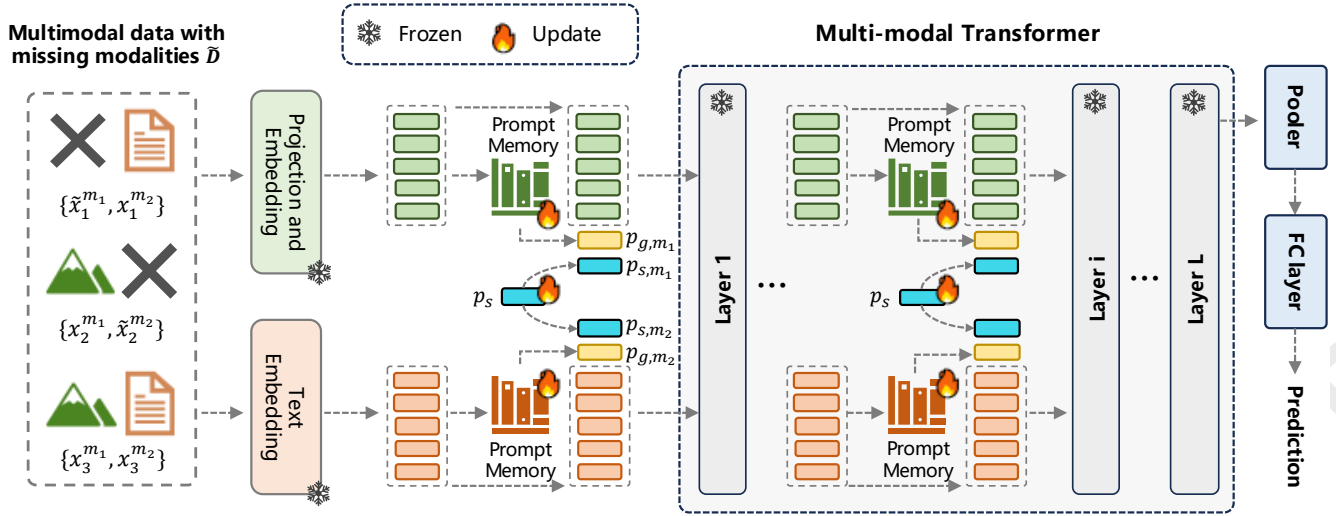 Multimodal data with
missing modalities D̃
Frozen
Update
Multi-modal Transformer
{x̃₁^{m₁}, x₁^{m₂}}
{x₂^{m₁}, x̃₂^{m₂}}
{x₃^{m₁}, x₃^{m₂}}
Projection and
Embedding
Text
Embedding
Prompt
Memory
p_{g,m₁}
p_{s,m₁}
p_s
p_{s,m₂}
p_{g,m₂}
Prompt
Memory
Layer 1
...
Prompt
Memory
p_s
Prompt
Memory
Layer i
...
Layer L
Pooler
FC layer
Prediction